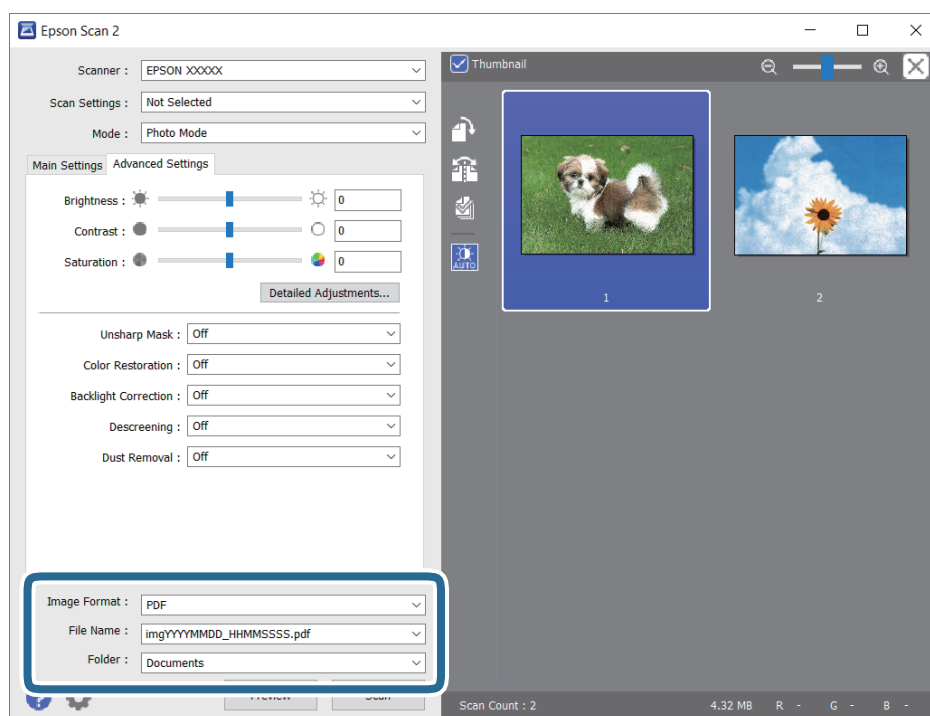 Epson Scan 2
Scanner : EPSON XXXXX
Scan Settings : Not Selected
Mode : Photo Mode
Main Settings Advanced Settings
Brightness : 0
Contrast : 0
Saturation : 0
Detailed Adjustments...
Unsharp Mask : Off
Color Restoration : Off
Backlight Correction : Off
Descreening : Off
Dust Removal : Off
Image Format : PDF
File Name : imgYYYYMMDD_HHMMSSSS.pdf
Folder : Documents
Preview Scan
Thumbnail
AUTO
1 2
Scan Count : 2 4.32 MB R - G - B -